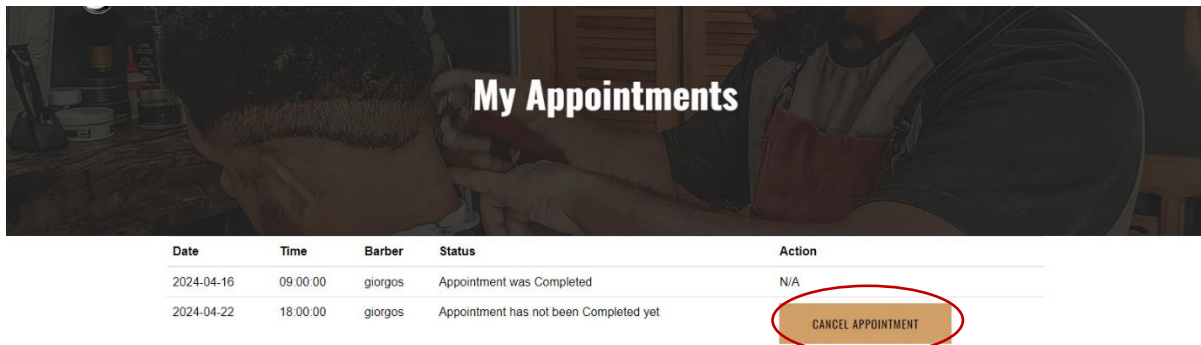 My Appointments
Date Time Barber Status Action
2024-04-16 09:00:00 giorgos Appointment was Completed N/A
2024-04-22 18:00:00 giorgos Appointment has not been Completed yet CANCEL APPOINTMENT